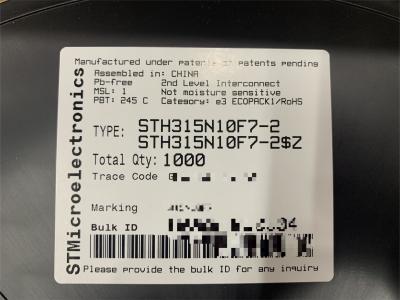 Manufactured under patents or patents pending
Assembled in: CHINA
Pb-free 2nd Level Interconnect
MSL: 1 Not moisture sensitive
PBT: 245 C Category: e3 ECOPACK1/RoHS
TYPE: STH315N10F7-2
STH315N10F7-2$Z
Total Qty: 1000
Trace Code
Marking
Bulk ID
Please provide the bulk ID for any inquiry
STMicroelectronics